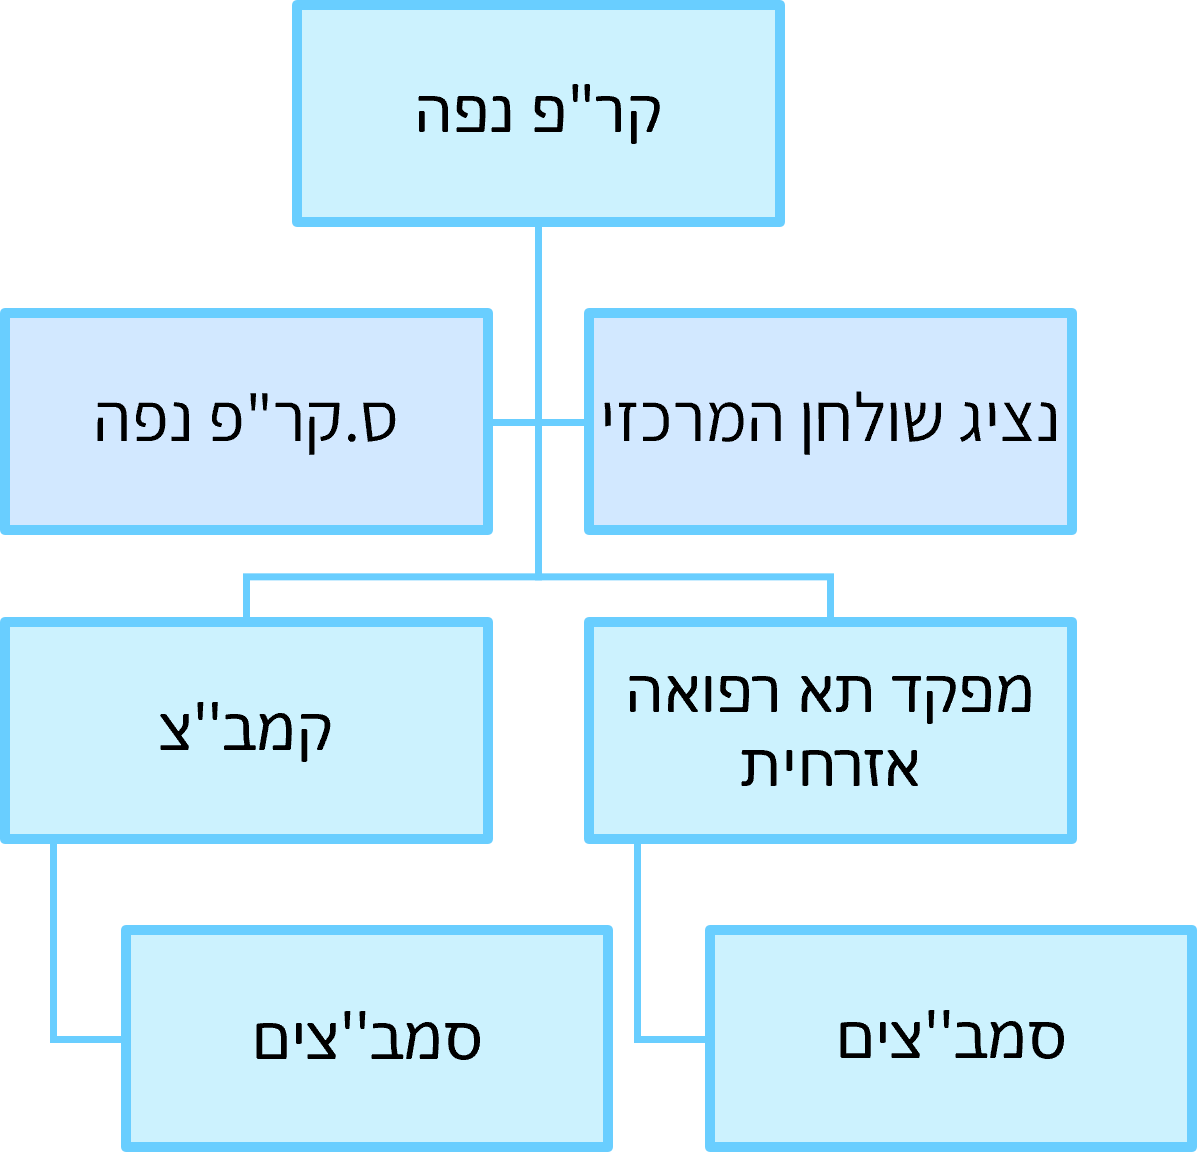 קר"פ נפה
נציג שולחן המרכזי
ס.קר"פ נפה
מפקד תא רפואה
אזרחית
קמב''צ
סמב''צים
סמב''צים